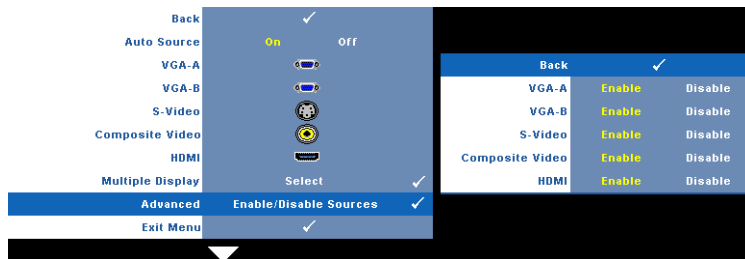 Back
Auto Source On Off
VGA-A
VGA-B
S-Video
Composite Video
HDMI
Multiple Display Select
Advanced Enable/Disable Sources
Exit Menu
Back
VGA-A Enable Disable
VGA-B Enable Disable
S-Video Enable Disable
Composite Video Enable Disable
HDMI Enable Disable